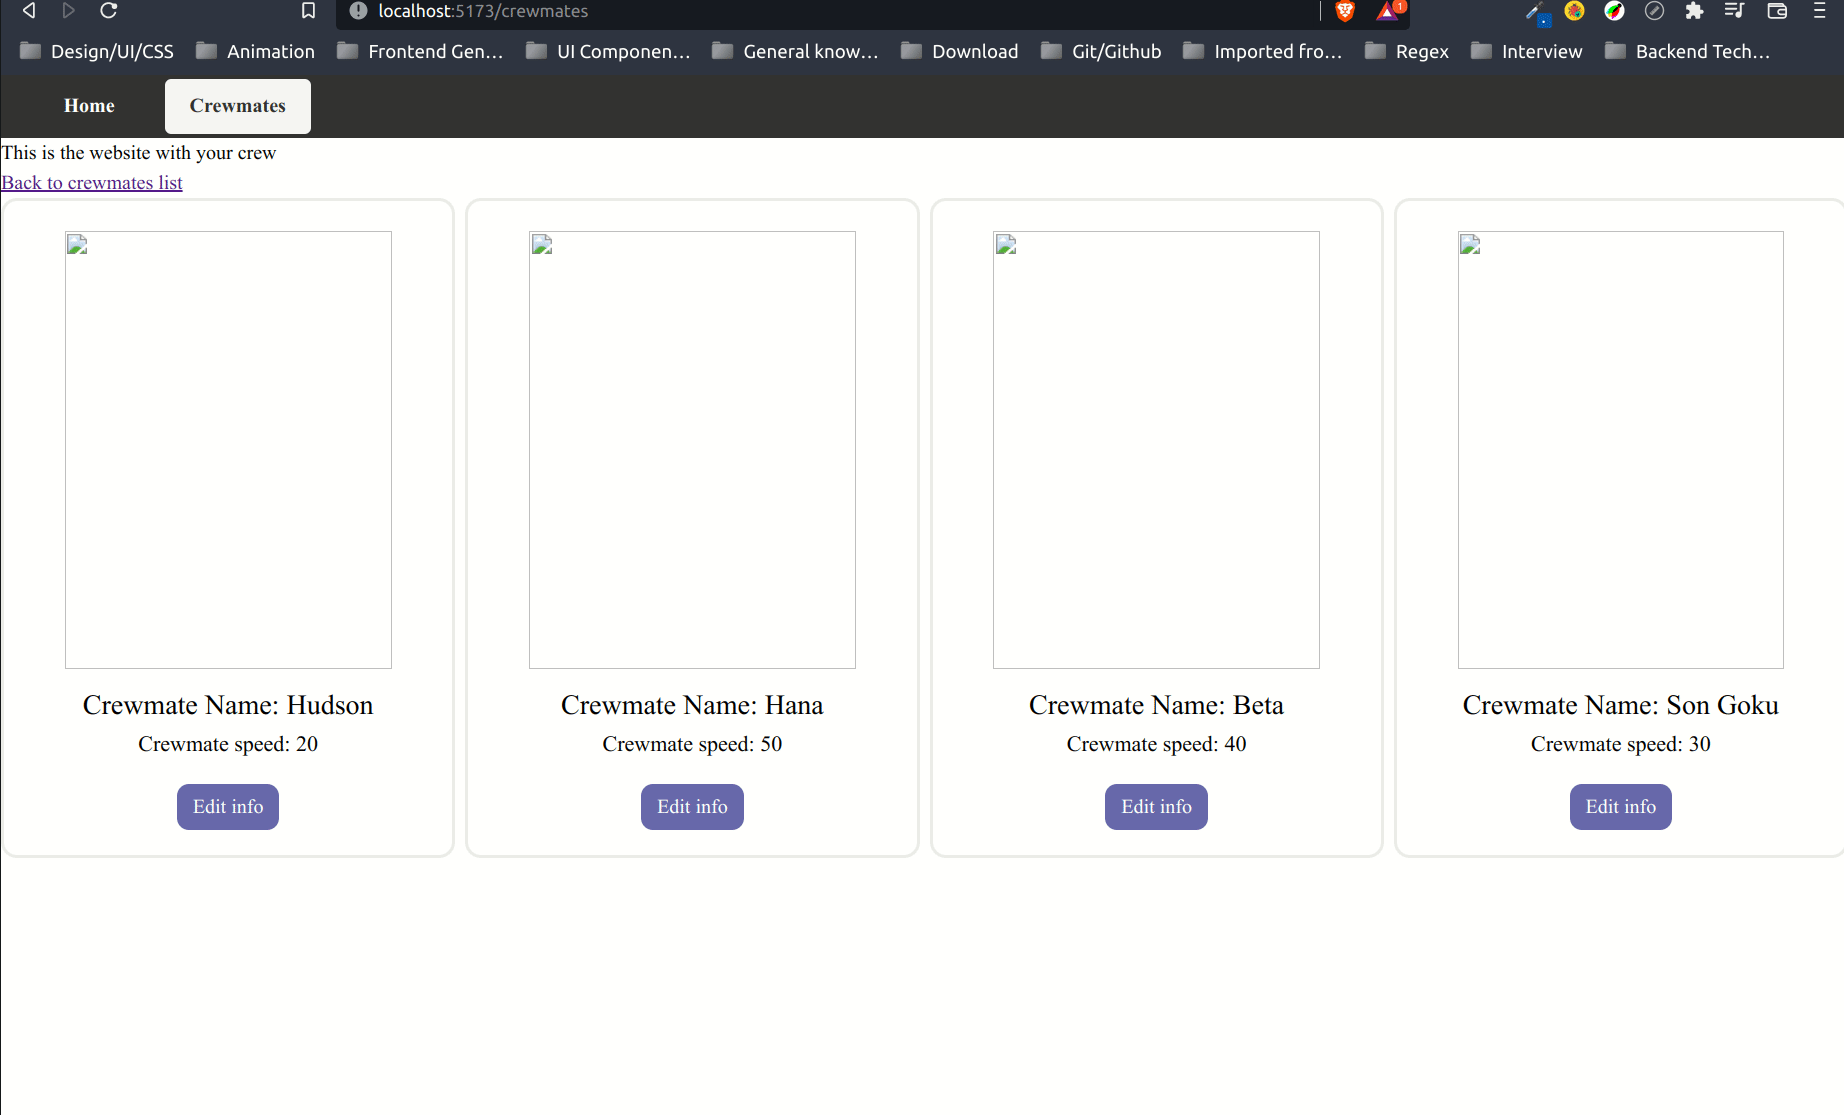 localhost:5173/crewmates
1
Design/UI/CSS Animation Frontend Gen... UI Componen... General know... Download Git/Github Imported fro... Regex Interview Backend Tech...
Home Crewmates
This is the website with your crew
Back to crewmates list
Crewmate Name: Hudson
Crewmate speed: 20
Edit info
Crewmate Name: Hana
Crewmate speed: 50
Edit info
Crewmate Name: Beta
Crewmate speed: 40
Edit info
Crewmate Name: Son Goku
Crewmate speed: 30
Edit info